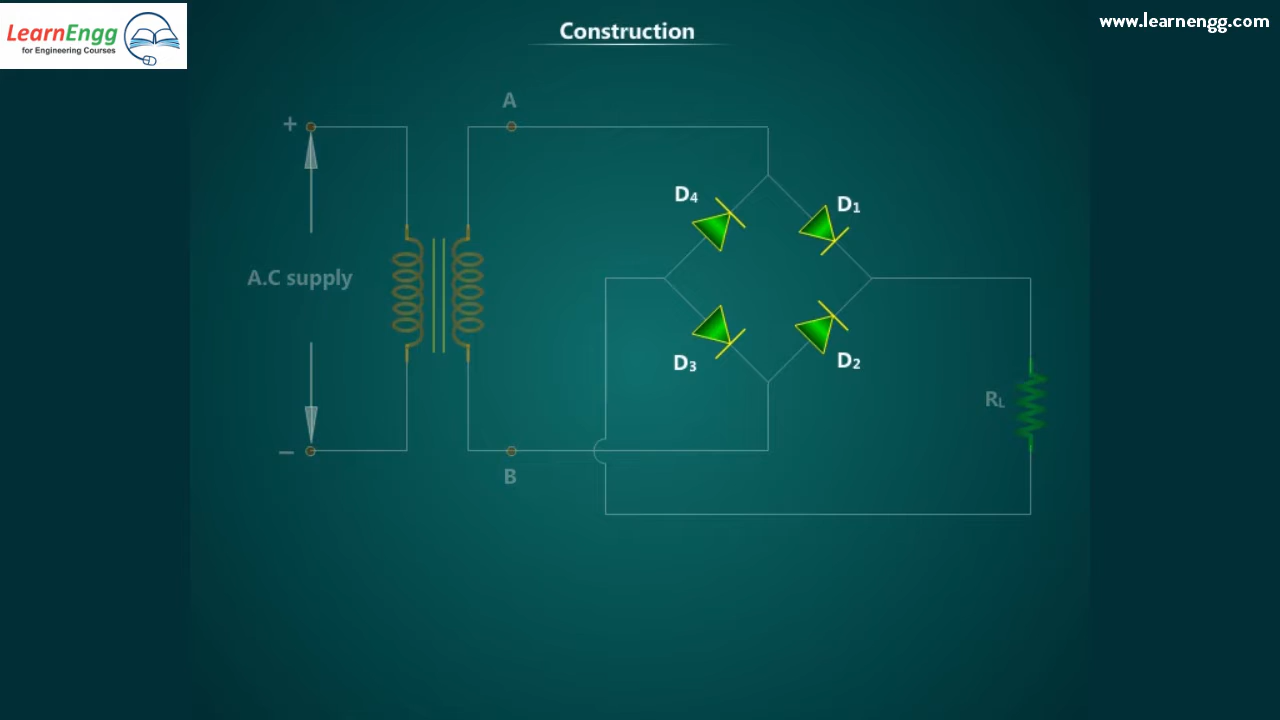 LearnEngg
for Engineering Courses
Construction
www.learnengg.com
A
+
D4
D1
A.C supply
D3
D2
RL
−
B